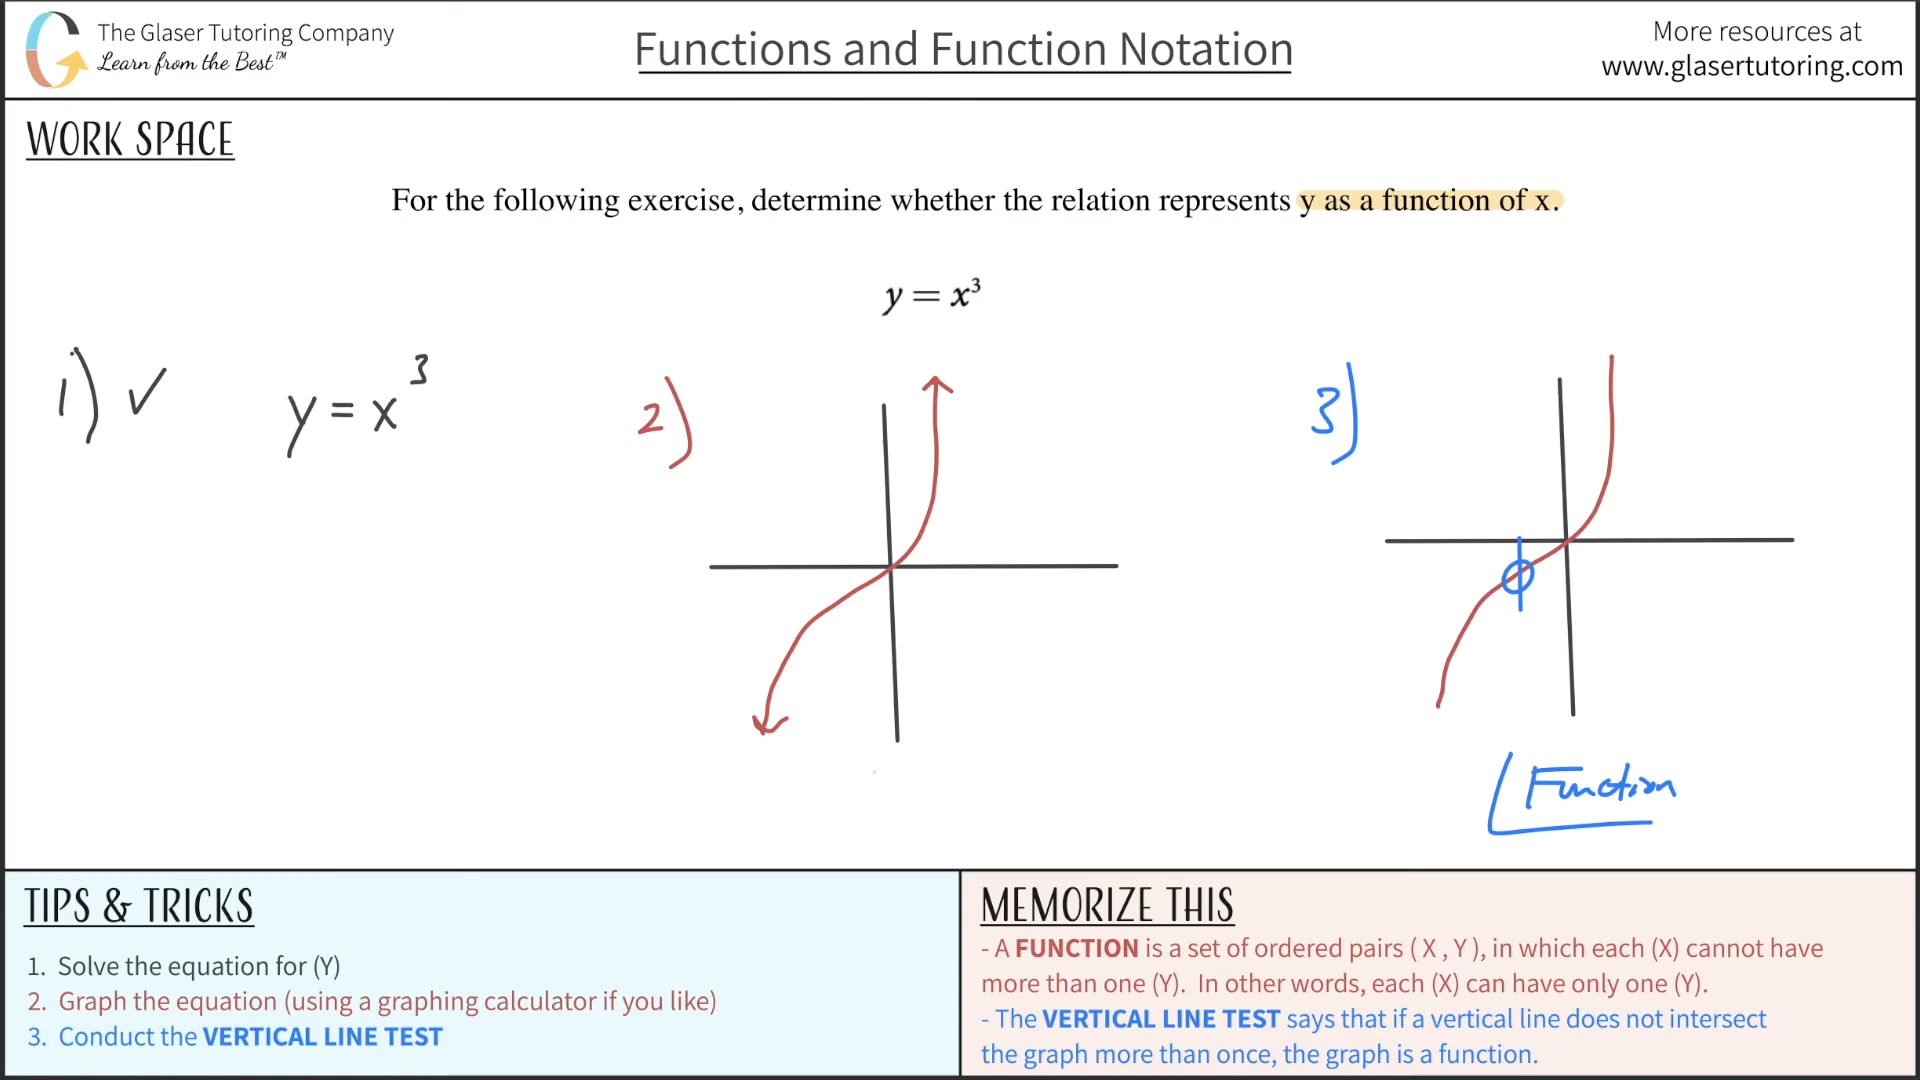 The Glaser Tutoring Company
Learn from the Best™
Functions and Function Notation
More resources at
www.glasertutoring.com
WORK SPACE
For the following exercise, determine whether the relation represents y as a function of x.
y = x³
1) ✓ y = x³
2)
3)
Function
TIPS & TRICKS
1. Solve the equation for (Y)
2. Graph the equation (using a graphing calculator if you like)
3. Conduct the VERTICAL LINE TEST
MEMORIZE THIS
- A FUNCTION is a set of ordered pairs ( X , Y ), in which each (X) cannot have
more than one (Y). In other words, each (X) can have only one (Y).
- The VERTICAL LINE TEST says that if a vertical line does not intersect
the graph more than once, the graph is a function.